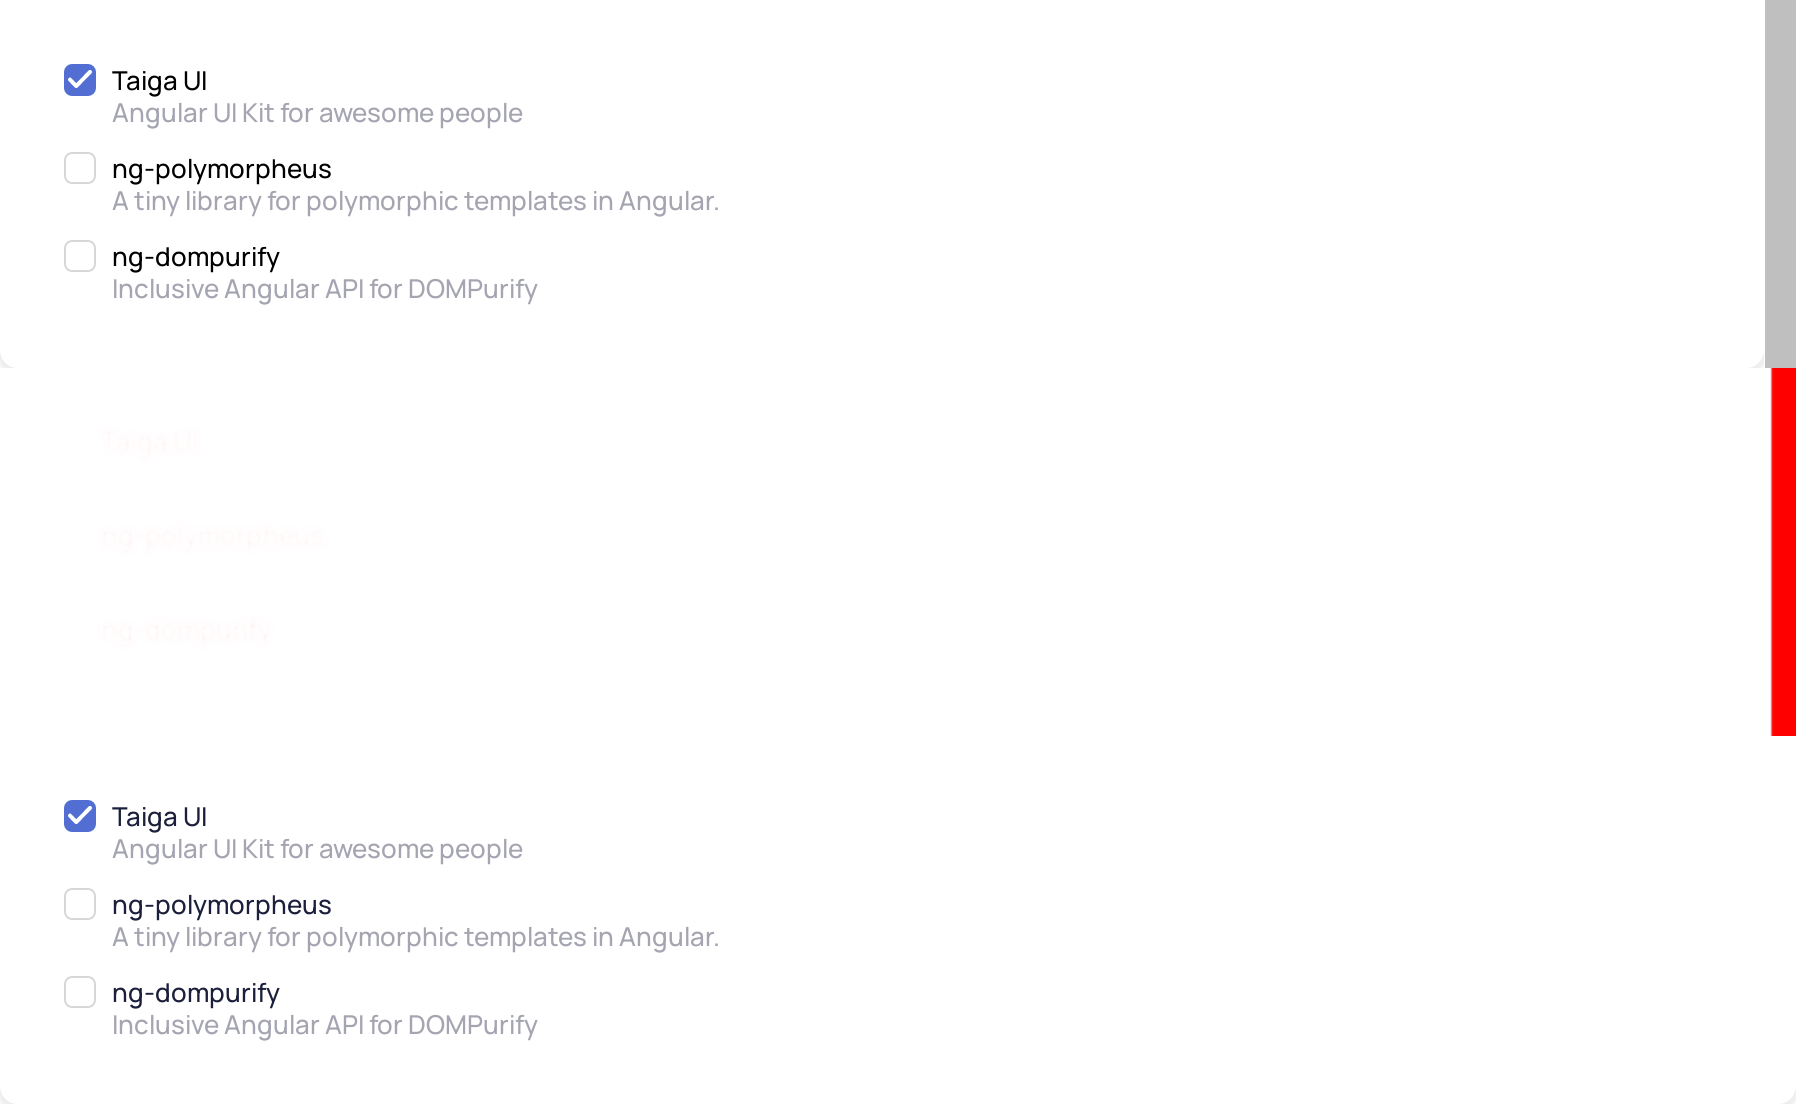 Taiga UI
Angular UI Kit for awesome people
ng-polymorpheus
A tiny library for polymorphic templates in Angular.
ng-dompurify
Inclusive Angular API for DOMPurify
Taiga UI
ng-polymorpheus
ng-dompurify
Taiga UI
Angular UI Kit for awesome people
ng-polymorpheus
A tiny library for polymorphic templates in Angular.
ng-dompurify
Inclusive Angular API for DOMPurify